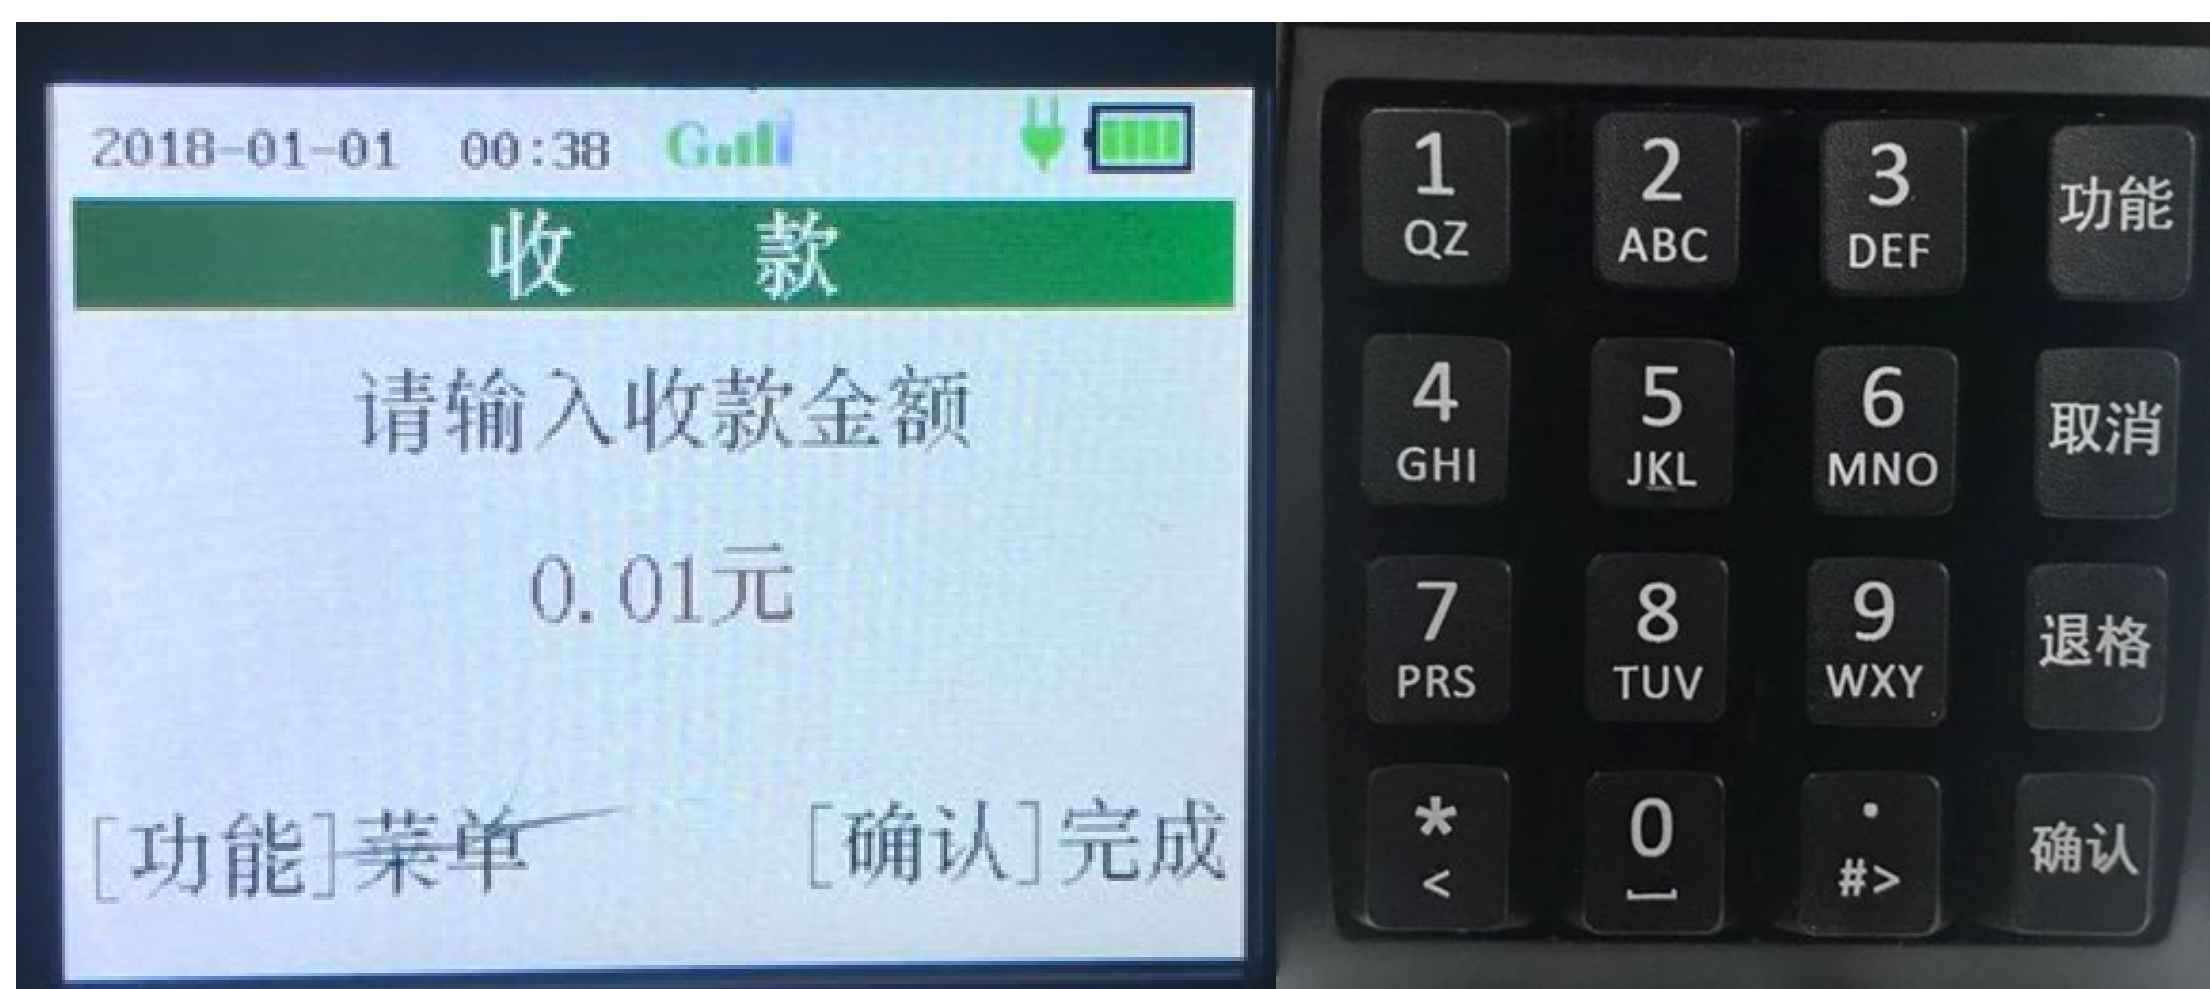 2018-01-01 00:38 G
收 款
请输入收款金额
0.01元
[功能]菜单 [确认]完成
1 2 3 功能
QZ ABC DEF
4 5 6 取消
GHI JKL MNO
7 8 9 退格
PRS TUV WXY
* 0 . 确认
< ⎵ #>